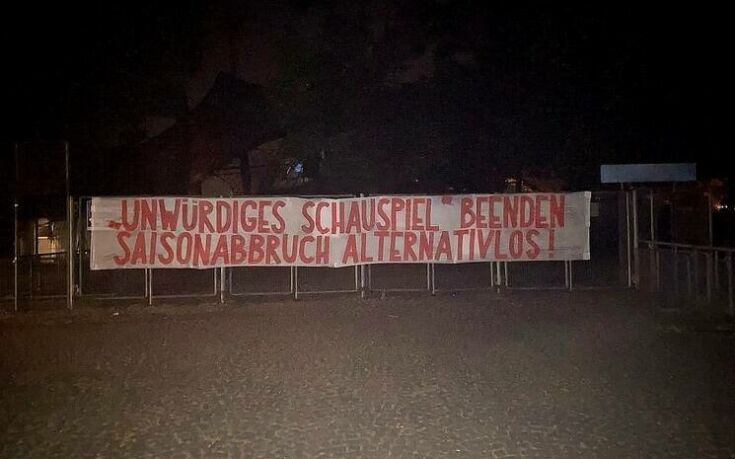 „UNWÜRDIGES SCHAUSPIEL“ BEENDEN
SAISONABBRUCH ALTERNATIVLOS!